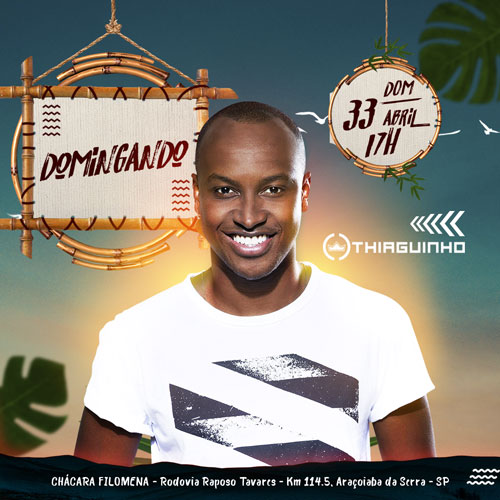 DOMINGANDO
DOM
33 ABRIL
17H
THIAGUINHO
CHÁCARA FILOMENA - Rodovia Raposo Tavares - Km 114.5, Araçoiaba da Serra - SP